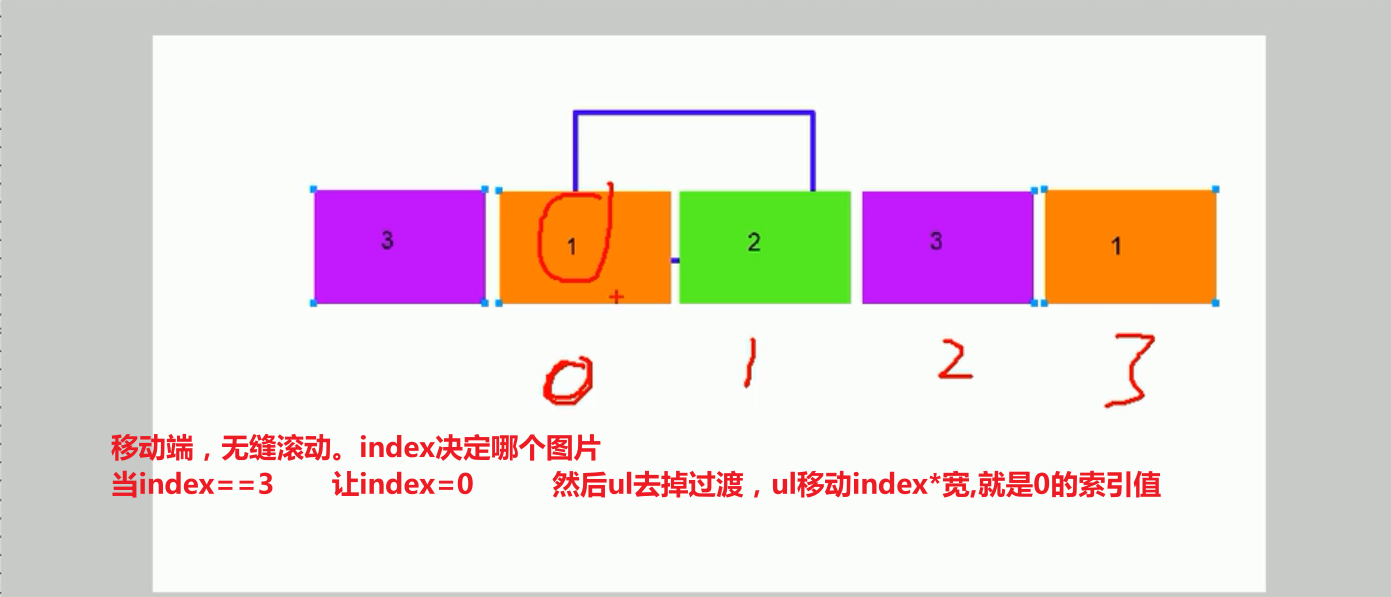 3 1 2 3 1
0 1 2 3
移动端，无缝滚动。index决定哪个图片
当index==3 让index=0 然后ul去掉过渡，ul移动index*宽,就是0的索引值